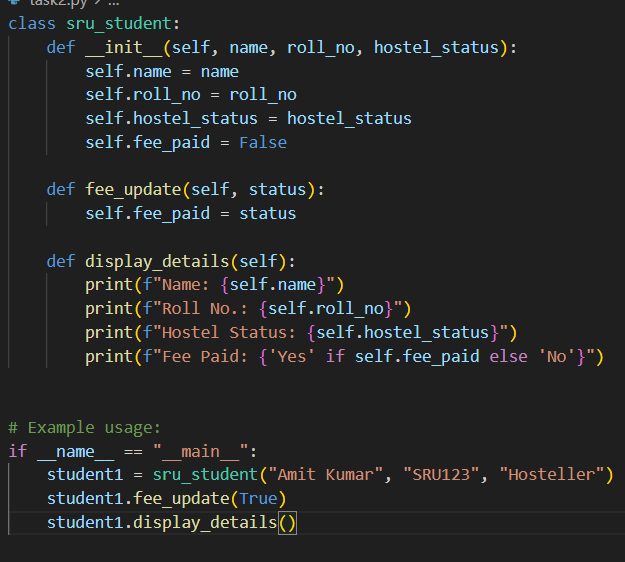 task2.py > ...
class sru_student:
    def __init__(self, name, roll_no, hostel_status):
        self.name = name
        self.roll_no = roll_no
        self.hostel_status = hostel_status
        self.fee_paid = False

    def fee_update(self, status):
        self.fee_paid = status

    def display_details(self):
        print(f"Name: {self.name}")
        print(f"Roll No.: {self.roll_no}")
        print(f"Hostel Status: {self.hostel_status}")
        print(f"Fee Paid: {'Yes' if self.fee_paid else 'No'}")


# Example usage:
if __name__ == "__main__":
    student1 = sru_student("Amit Kumar", "SRU123", "Hosteller")
    student1.fee_update(True)
    student1.display_details()